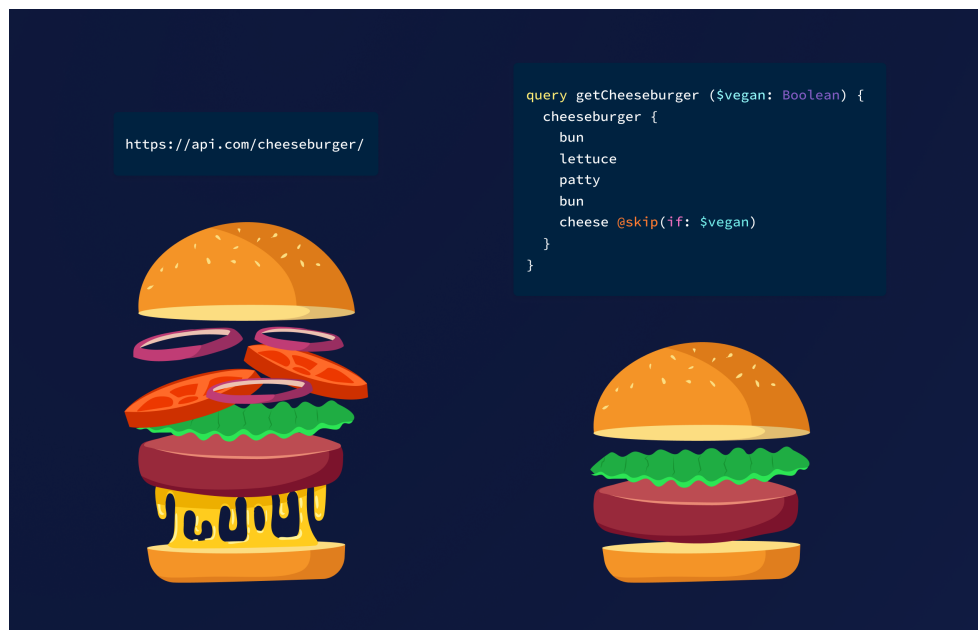 https://api.com/cheeseburger/
query getCheeseburger ($vegan: Boolean) {
  cheeseburger {
    bun
    lettuce
    patty
    bun
    cheese @skip(if: $vegan)
  }
}